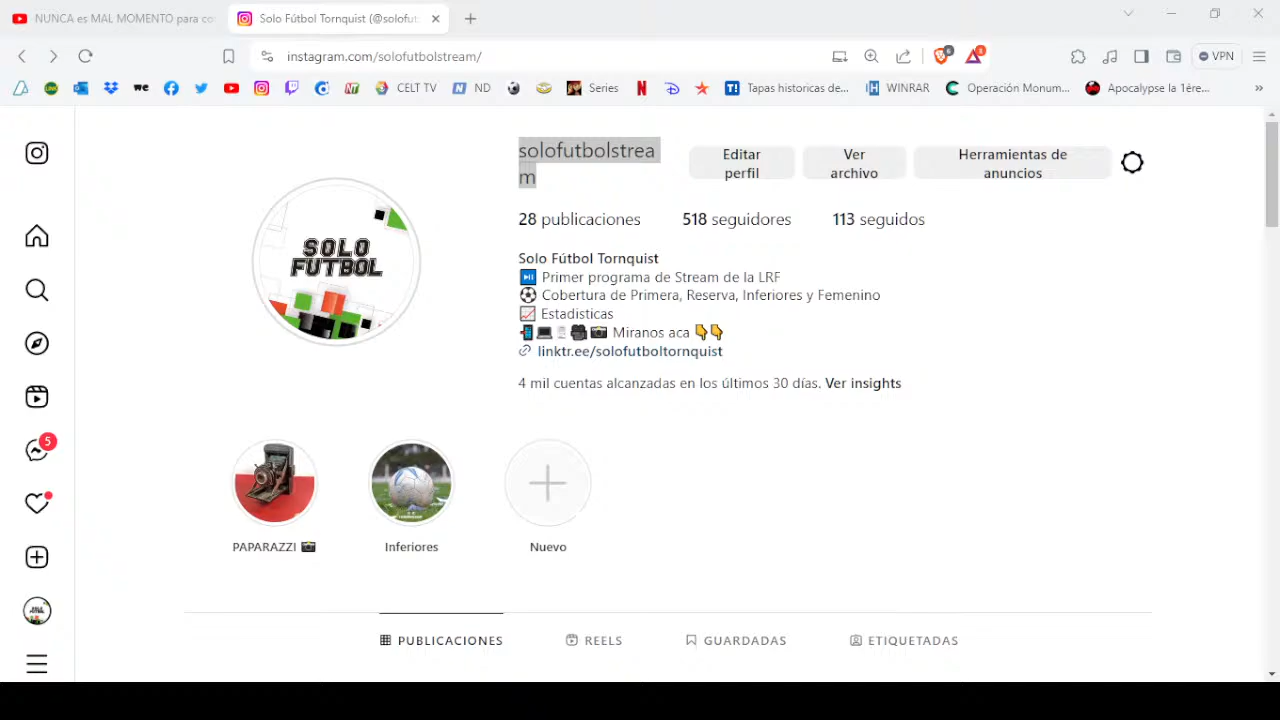 NUNCA es MAL MOMENTO para co
Solo Fútbol Tornquist (@solofut
instagram.com/solofutbolstream/
6
VPN
we
NT
CELT TV
N
ND
N
D
T!
Series
Tapas historicas de...
WINRAR
Operación Monum...
Apocalypse la 1ère...
»
solofutbolstrea
m
Editar
perfil
Ver
archivo
Herramientas de
anuncios
28 publicaciones
518 seguidores
113 seguidos
SOLO
FUTBOL
Solo Fútbol Tornquist
Primer programa de Stream de la LRF
Cobertura de Primera, Reserva, Inferiores y Femenino
Estadisticas
Miranos aca
linktr.ee/solofutboltornquist
4 mil cuentas alcanzadas en los últimos 30 días. Ver insights
5
PAPARAZZI
Inferiores
Nuevo
PUBLICACIONES
REELS
GUARDADAS
ETIQUETADAS